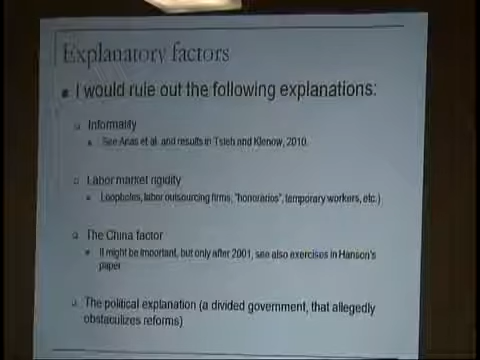 Explanatory factors
I would rule out the following explanations:
Informality
See Arias et al. and results in Tsieh and Klenow, 2010.
Labor market rigidity
Loopholes, labor outsourcing firms, "honorarios", temporary workers, etc.)
The China factor
It might be important, but only after 2001, see also exercises in Hanson's
paper
The political explanation (a divided government, that allegedly
obstaculizes reforms)